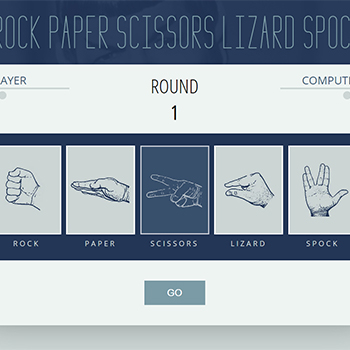 ROCK PAPER SCISSORS LIZARD SPOC
AYER
ROUND
COMPUT
1
ROCK
PAPER
SCISSORS
LIZARD
SPOCK
GO